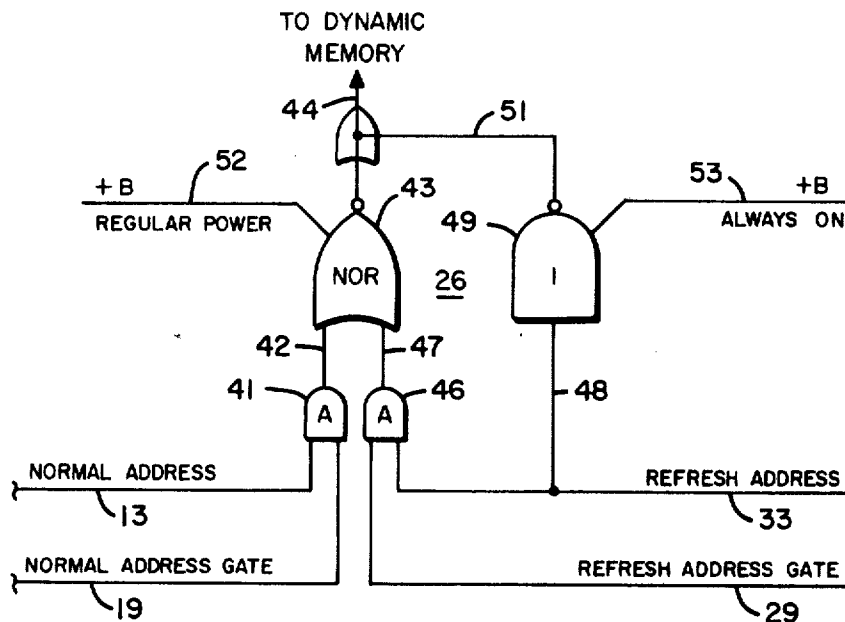 TO DYNAMIC
MEMORY
44
51
52
53
+B
+B
REGULAR POWER
43
49
ALWAYS ON
NOR
26
I
42
47
41
46
48
A
A
NORMAL ADDRESS
REFRESH ADDRESS
13
33
NORMAL ADDRESS GATE
REFRESH ADDRESS GATE
19
29